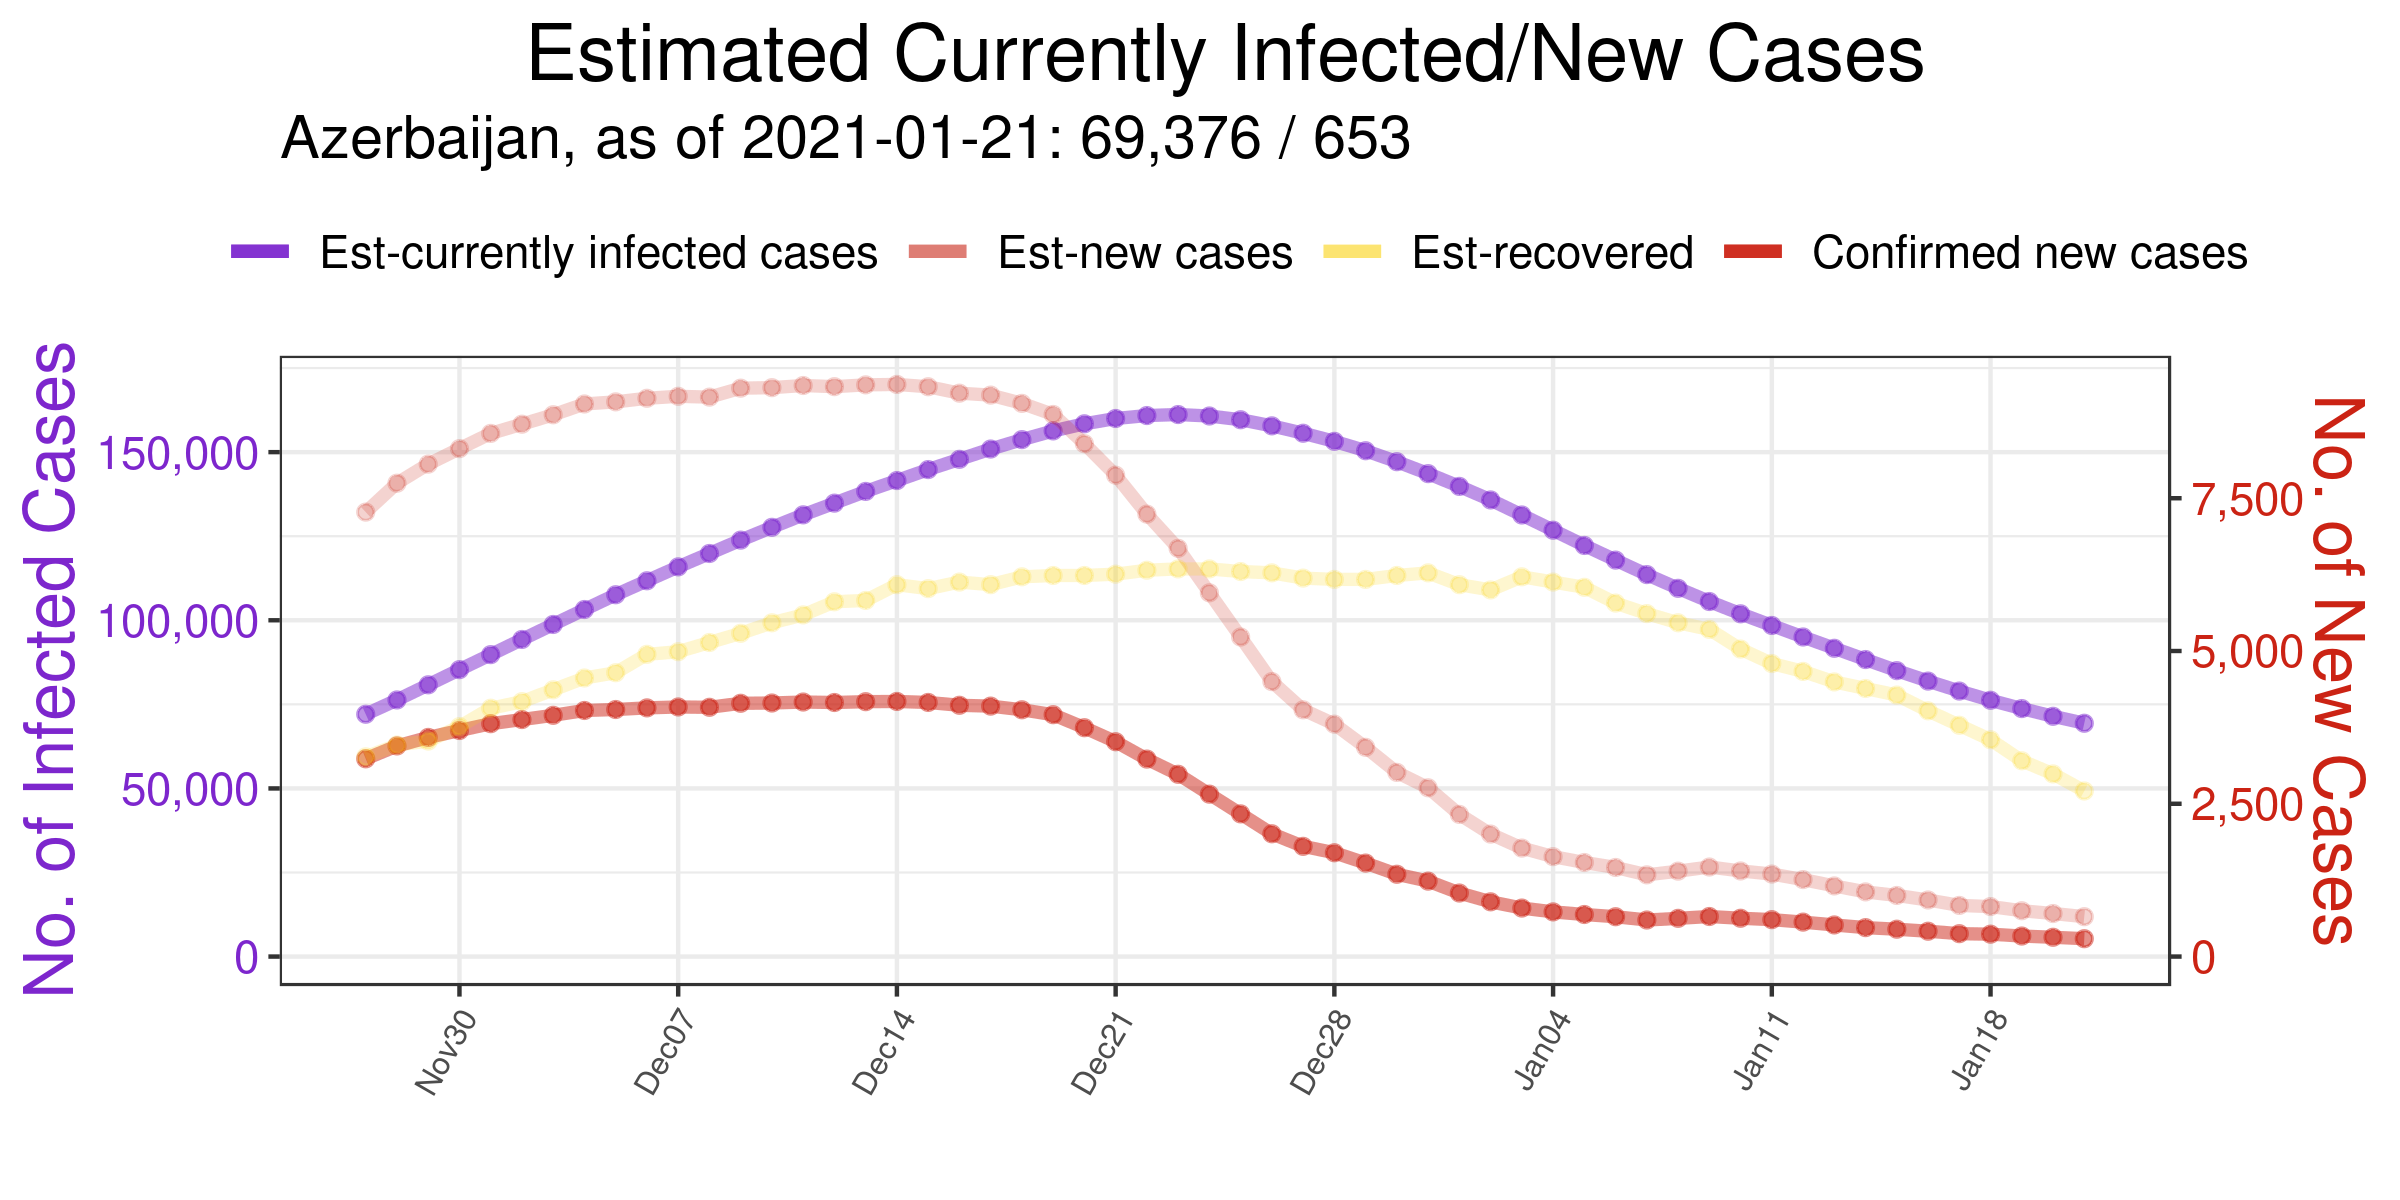 Estimated Currently Infected/New Cases
Azerbaijan, as of 2021-01-21: 69,376 / 653
Est-currently infected cases Est-new cases Est-recovered Confirmed new cases
No. of Infected Cases
150,000
100,000
50,000
0
7,500
5,000
2,500
0
No. of New Cases
Nov30 Dec07 Dec14 Dec21 Dec28 Jan04 Jan11 Jan18